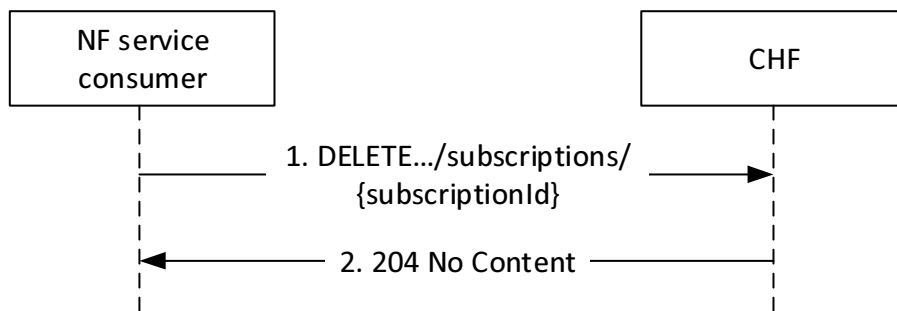 NF service
consumer
CHF
1. DELETE.../subscriptions/
{subscriptionId}
2. 204 No Content